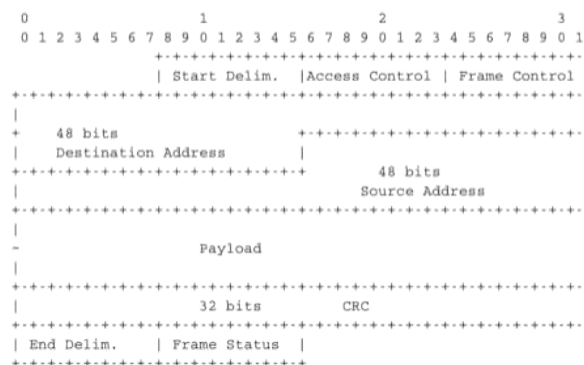 0                   1                   2                   3
0 1 2 3 4 5 6 7 8 9 0 1 2 3 4 5 6 7 8 9 0 1 2 3 4 5 6 7 8 9 0 1
+-+-+-+-+-+-+-+-+-+-+-+-+-+-+-+-+-+-+-+-+-+-+-+-
| Start Delim. |Access Control | Frame Control
+-+-+-+-+-+-+-+-+-+-+-+-+-+-+-+-+-+-+-+-+-+-+-+-+-+-+-+-+-+-+-+-
|
+ 48 bits +-+-+-+-+-+-+-+-+-+-+-+-+-+-+-+-
| Destination Address |
+-+-+-+-+-+-+-+-+-+-+-+-+-+-+-+-+ 48 bits
| Source Address
+-+-+-+-+-+-+-+-+-+-+-+-+-+-+-+-+-+-+-+-+-+-+-+-+-+-+-+-+-+-+-+-
|
~ Payload
|
+-+-+-+-+-+-+-+-+-+-+-+-+-+-+-+-+-+-+-+-+-+-+-+-+-+-+-+-+-+-+-+-
| 32 bits CRC
+-+-+-+-+-+-+-+-+-+-+-+-+-+-+-+-+-+-+-+-+-+-+-+-+-+-+-+-+-+-+-+-
| End Delim. | Frame Status |
+-+-+-+-+-+-+-+-+-+-+-+-+-+-+-+-+